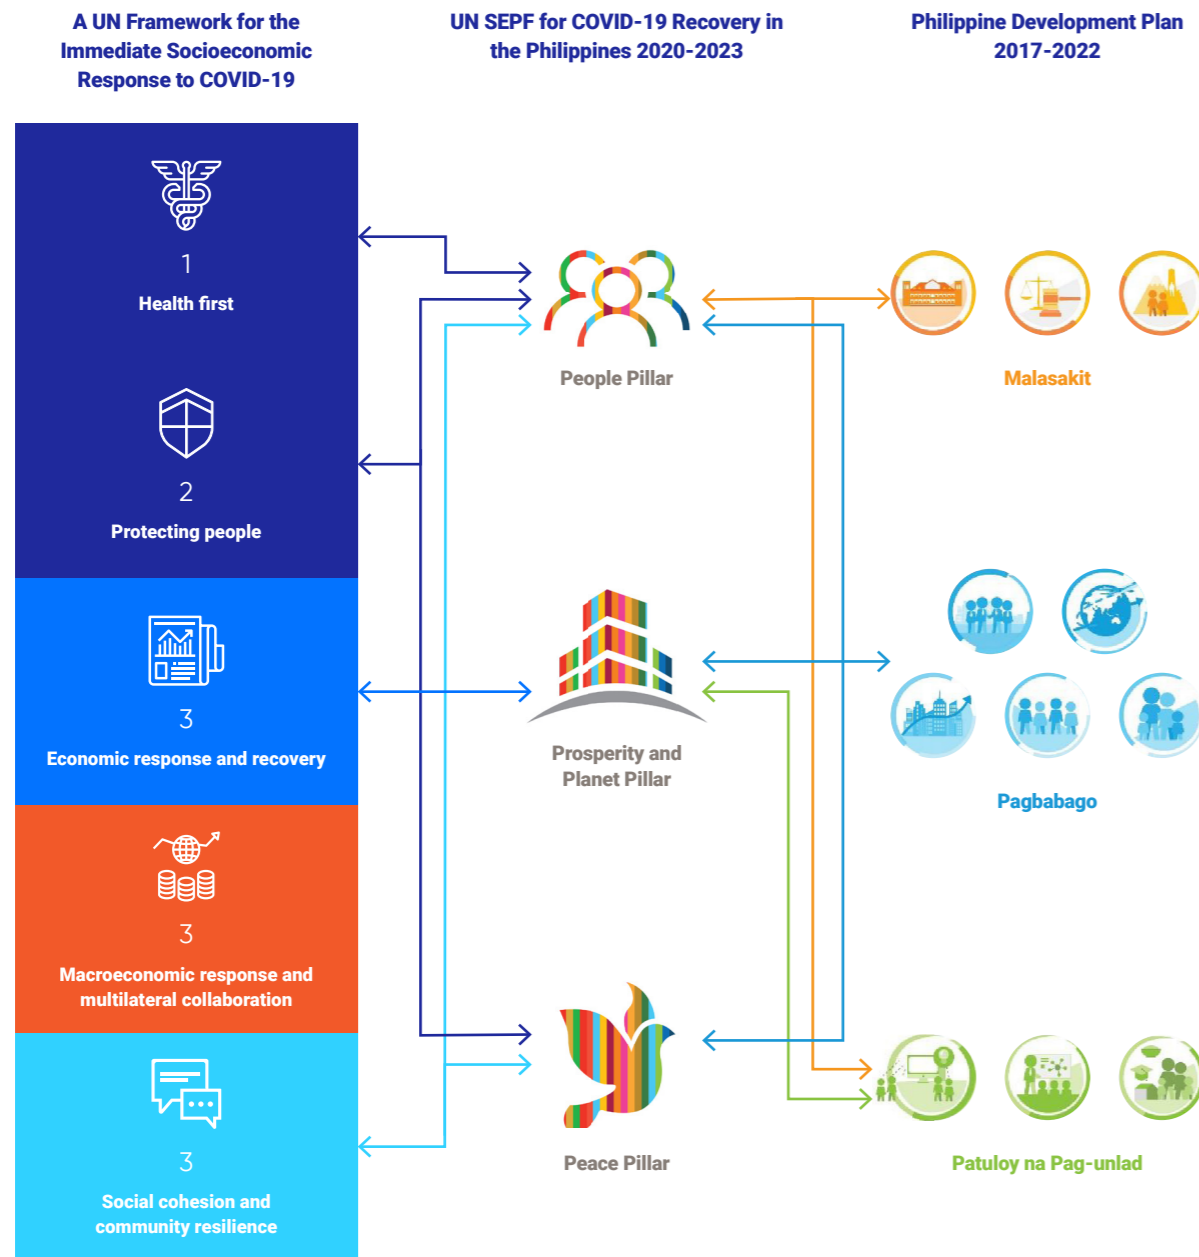 A UN Framework for the
Immediate Socioeconomic
Response to COVID-19
UN SEPF for COVID-19 Recovery in
the Philippines 2020-2023
Philippine Development Plan
2017-2022
1
Health first
2
Protecting people
3
Economic response and recovery
3
Macroeconomic response and
multilateral collaboration
3
Social cohesion and
community resilience
People Pillar
Prosperity and
Planet Pillar
Peace Pillar
Malasakit
Pagbabago
Patuloy na Pag-unlad